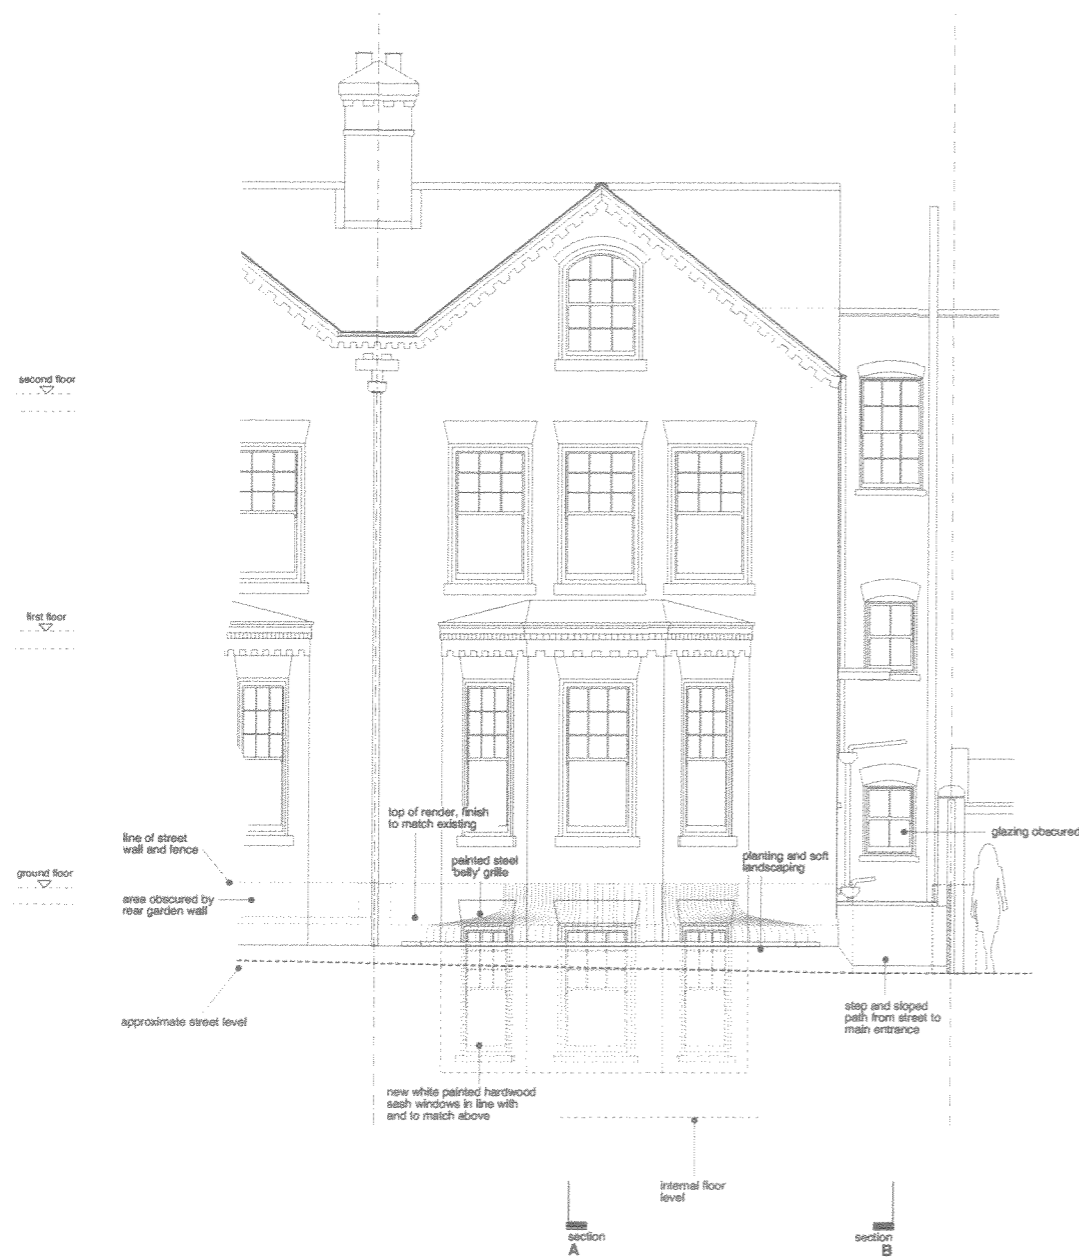 second floor
first floor
top of render, finish
to match existing
line of street
wall and fence
glazing obscured
painted steel
'belly' grille
planting and soft
landscaping
ground floor
area obscured by
rear garden wall
approximate street level
step and sloped
path from street to
main entrance
new white painted hardwood
sash windows in line with
and to match above
internal floor
level
section
A
section
B